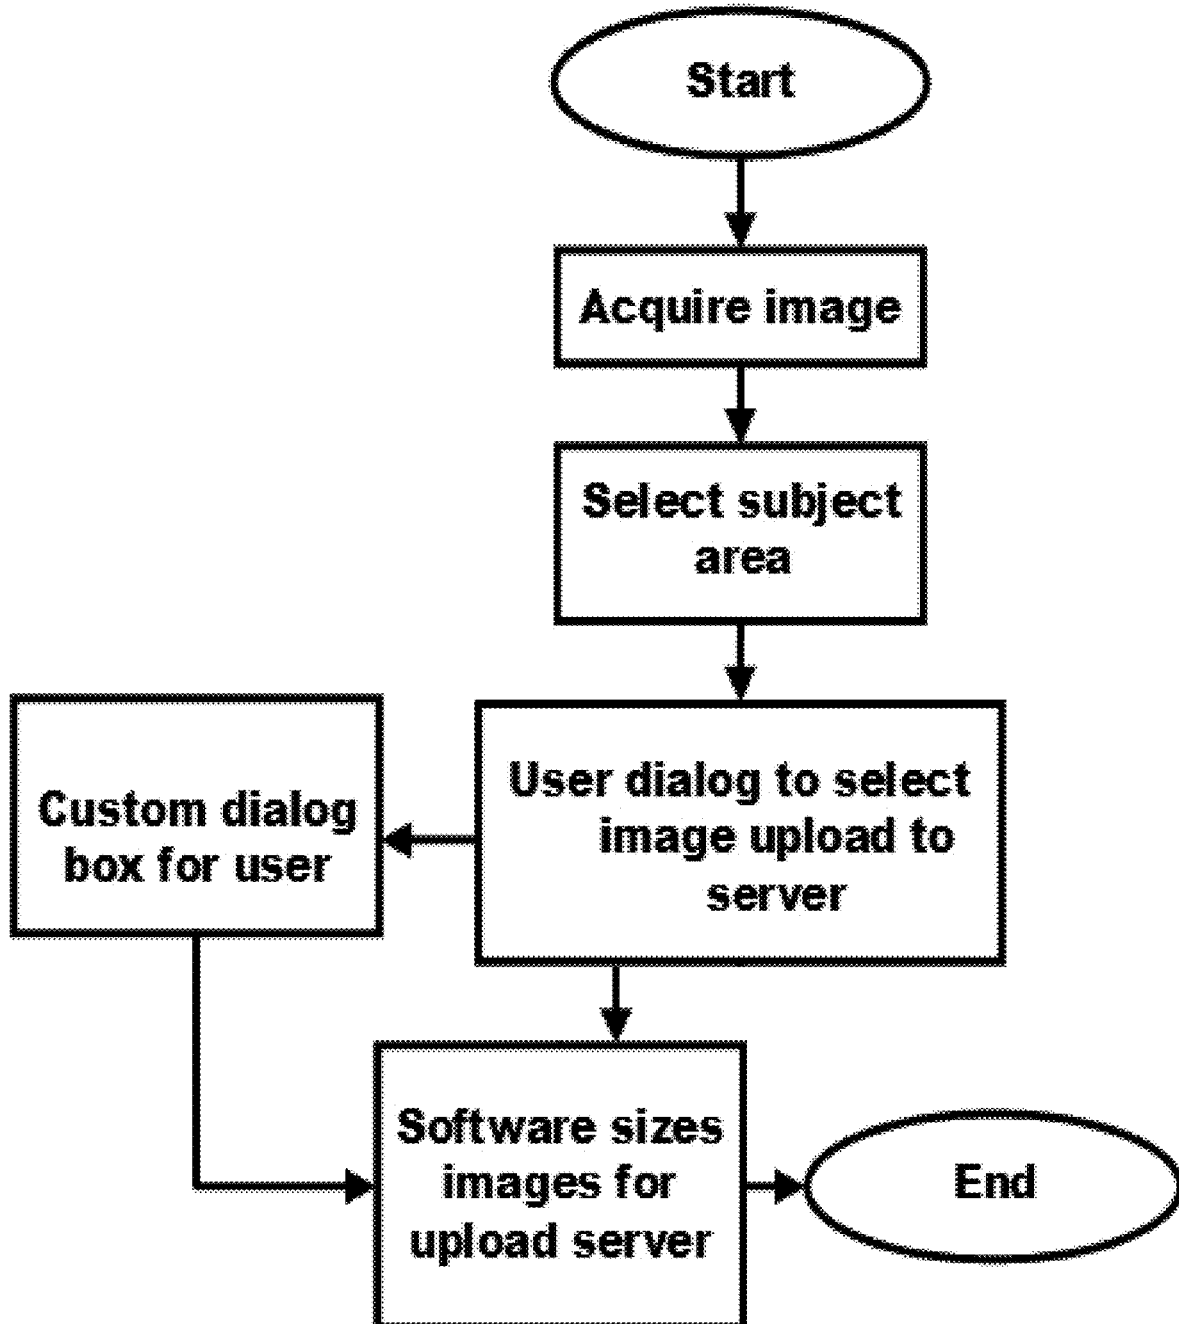 Start
Acquire image
Select subject
area
User dialog to select
image upload to
server
Custom dialog
box for user
Software sizes
images for
upload server
End